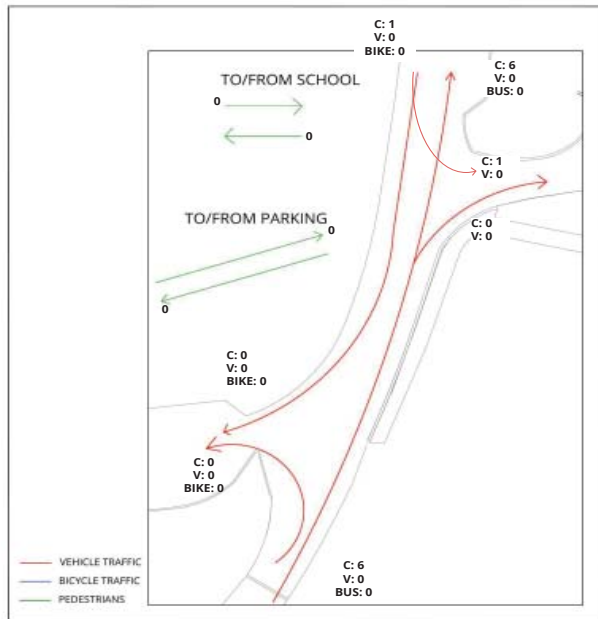 C: 1
V: 0
BIKE: 0
C: 6
V: 0
BUS: 0
TO/FROM SCHOOL
0
0
C: 1
V: 0
TO/FROM PARKING
0
0
C: 0
V: 0
C: 0
V: 0
BIKE: 0
C: 0
V: 0
BIKE: 0
C: 6
V: 0
BUS: 0
VEHICLE TRAFFIC
BICYCLE TRAFFIC
PEDESTRIANS